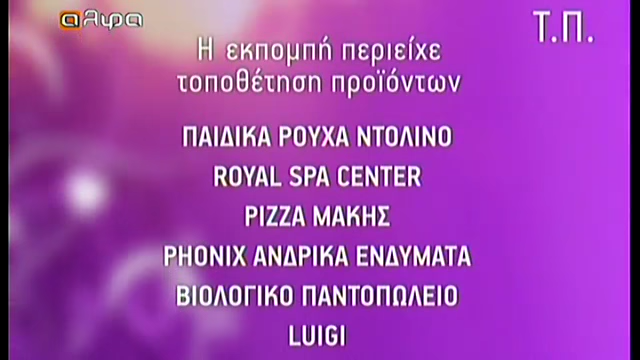 αλφα
Τ.Π.
Η εκπομπή περιείχε
τοποθέτηση προϊόντων
ΠΑΙΔΙΚΑ ΡΟΥΧΑ ΝΤΟΛΙΝΟ
ROYAL SPA CENTER
PIZZA ΜΑΚΗΣ
PHONIX ΑΝΔΡΙΚΑ ΕΝΔΥΜΑΤΑ
ΒΙΟΛΟΓΙΚΟ ΠΑΝΤΟΠΩΛΕΙΟ
LUIGI